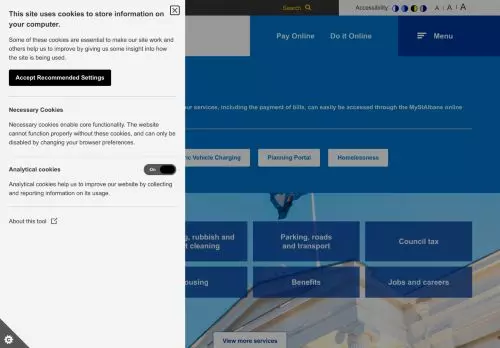 This site uses cookies to store information on
your computer.
Some of these cookies are essential to make our site work and
others help us to improve by giving us some insight into how
the site is being used.
Accept Recommended Settings
Necessary Cookies
Necessary cookies enable core functionality. The website
cannot function properly without these cookies, and can only be
disabled by changing your browser preferences.
Analytical cookies
On
Analytical cookies help us to improve our website by collecting
and reporting information on its usage.
About this tool
Search
Accessibility:
A A A
Pay Online
Do it Online
Menu
our services, including the payment of bills, can easily be accessed through the MyStAlbans online
Vehicle Charging
Planning Portal
Homelessness
rubbish and
cleaning
Parking, roads
and transport
Council tax
ousing
Benefits
Jobs and careers
View more services